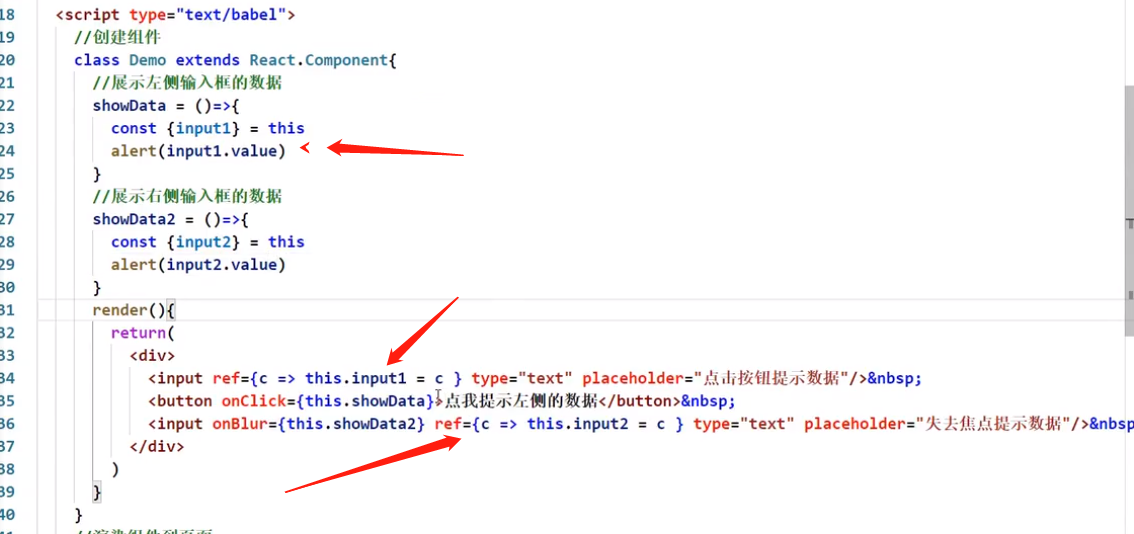 18 <script type="text/babel">
19 //创建组件
20 class Demo extends React.Component{
21 //展示左侧输入框的数据
22 showData = ()=>{
23 const {input1} = this
24 alert(input1.value)
25 }
26 //展示右侧输入框的数据
27 showData2 = ()=>{
28 const {input2} = this
29 alert(input2.value)
30 }
31 render(){
32 return(
33 <div>
34 <input ref={c => this.input1 = c } type="text" placeholder="点击按钮提示数据"/>&nbsp;
35 <button onClick={this.showData}>点我提示左侧的数据</button>&nbsp;
36 <input onBlur={this.showData2} ref={c => this.input2 = c } type="text" placeholder="失去焦点提示数据"/>&nbsp
37 </div>
38 )
39 }
40 }